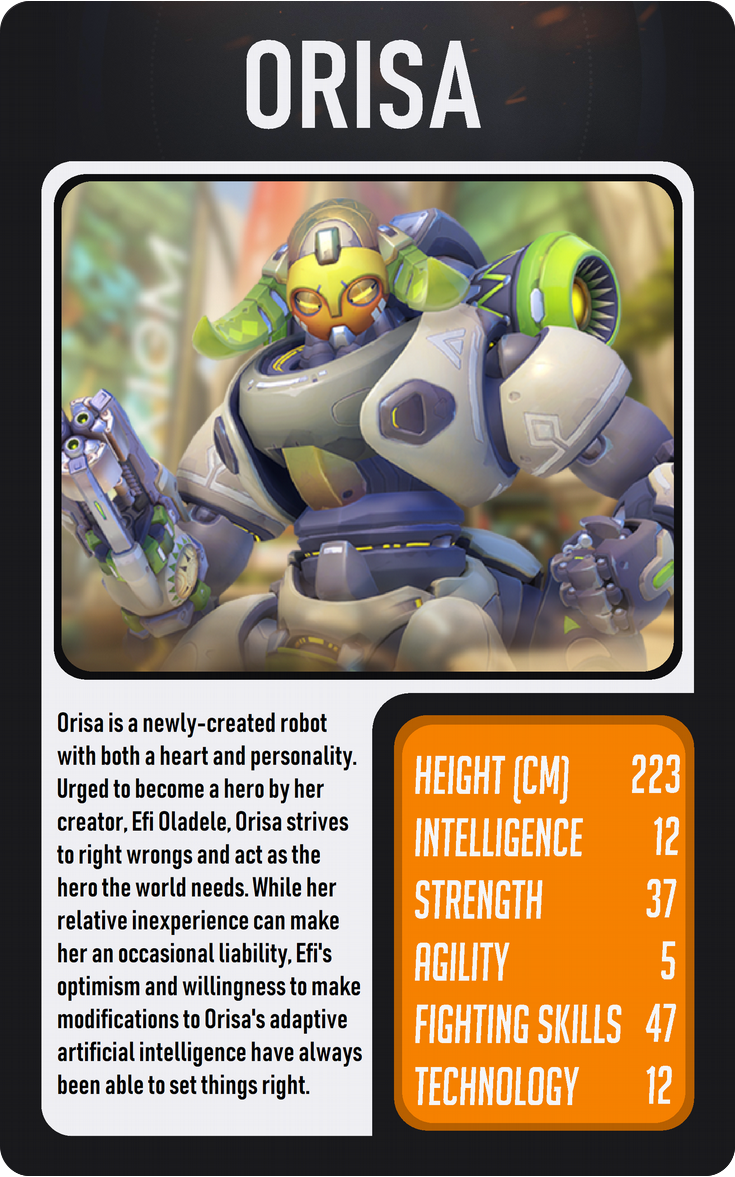 ORISA
Orisa is a newly-created robot
with both a heart and personality.
Urged to become a hero by her
creator, Efi Oladele, Orisa strives
to right wrongs and act as the
hero the world needs. While her
relative inexperience can make
her an occasional liability, Efi's
optimism and willingness to make
modifications to Orisa's adaptive
artificial intelligence have always
been able to set things right.
HEIGHT (CM) 223
INTELLIGENCE 12
STRENGTH 37
AGILITY 5
FIGHTING SKILLS 47
TECHNOLOGY 12